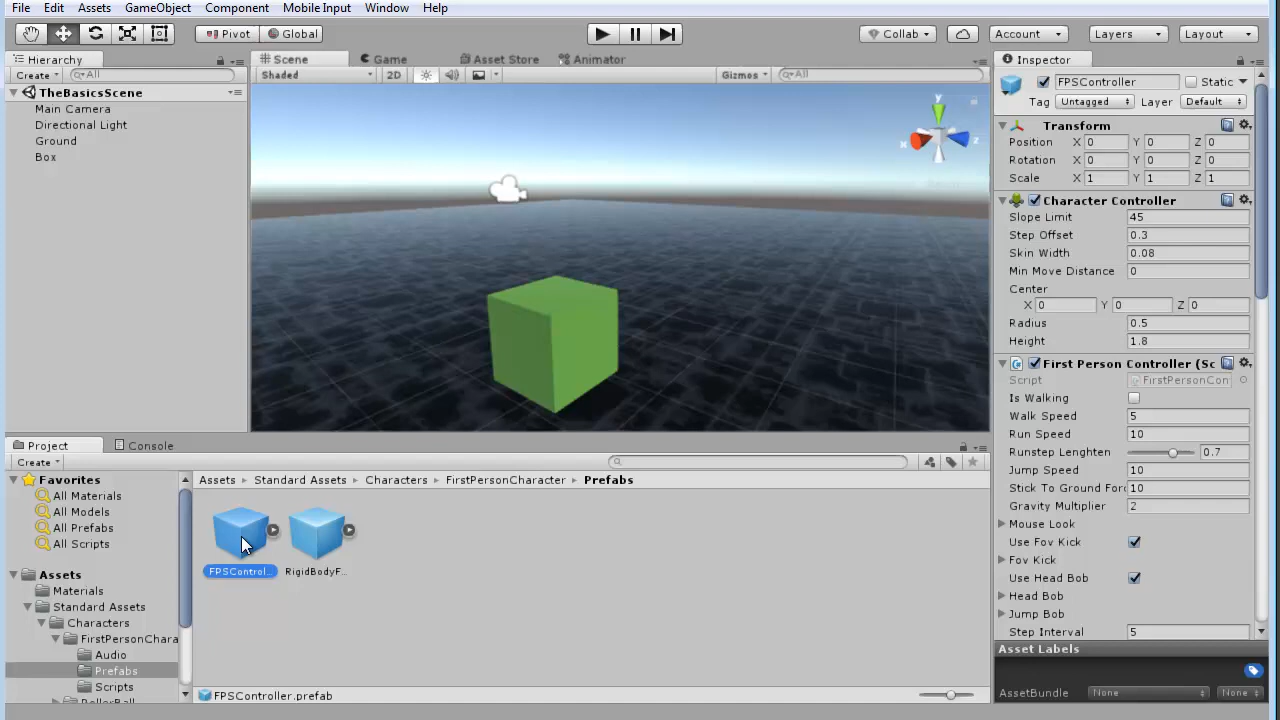 File Edit Assets GameObject Component Mobile Input Window Help
Pivot Global Collab Account Layers Layout
Hierarchy
Create All
TheBasicsScene
Main Camera
Directional Light
Ground
Box
Scene Game Asset Store Animator
Shaded 2D Gizmos All
y
x
z
Inspector
FPSController Static
Tag Untagged Layer Default
Transform
Position X 0 Y 0 Z 0
Rotation X 0 Y 0 Z 0
Scale X 1 Y 1 Z 1
Character Controller
Slope Limit 45
Step Offset 0.3
Skin Width 0.08
Min Move Distance 0
Center
X 0 Y 0 Z 0
Radius 0.5
Height 1.8
First Person Controller (Sc
Script FirstPersonCon
Is Walking
Walk Speed 5
Run Speed 10
Runstep Lenghten 0.7
Jump Speed 10
Stick To Ground Forc 10
Gravity Multiplier 2
Mouse Look
Use Fov Kick
Fov Kick
Use Head Bob
Head Bob
Jump Bob
Step Interval 5
Asset Labels
AssetBundle None None
Project Console
Create
Favorites
All Materials
All Models
All Prefabs
All Scripts
Assets
Materials
Standard Assets
Characters
FirstPersonChara
Audio
Prefabs
Scripts
Assets Standard Assets Characters FirstPersonCharacter Prefabs
FPSControl... RigidBodyF...
FPSController.prefab